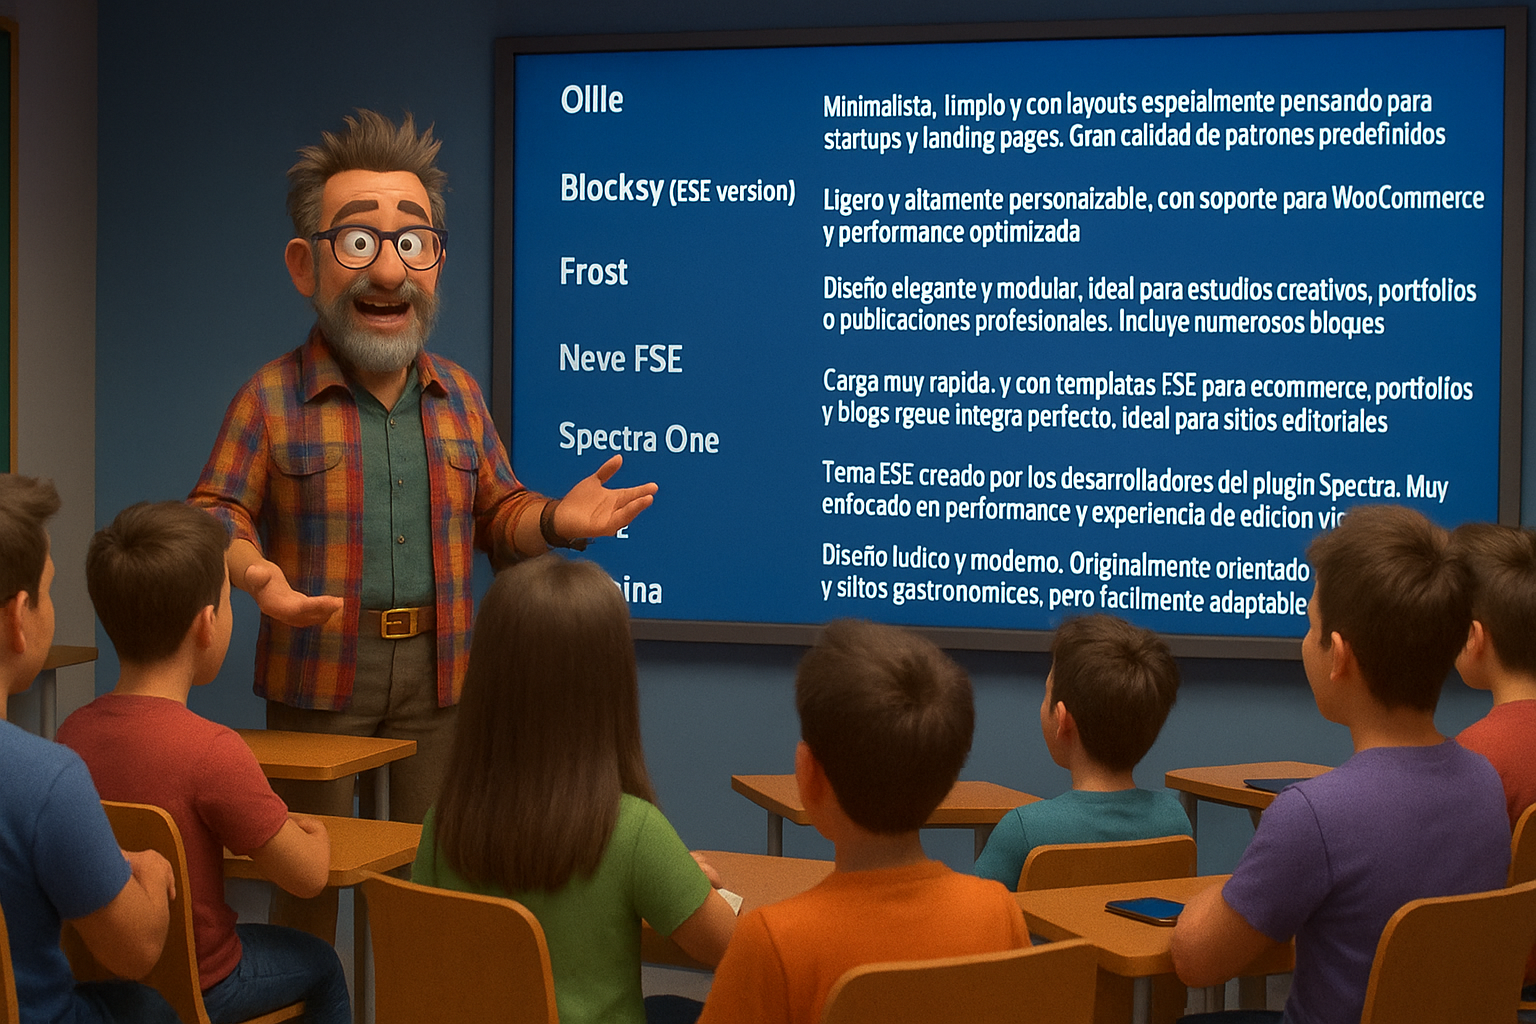 Ollle
Minimalista, limplo y con layouts espeialmente pensando para
startups y landing pages. Gran calidad de patrones predefinidos
Blocksy (ESE version)
Ligero y altamente personaizable, con soporte para WooCommerce
y performance optimizada
Frost
Diseño elegante y modular, ideal para estudios creativos, portfolios
o publicaciones profesionales. Incluye numerosos bloques
Neve FSE
Carga muy rapida. y con templatas ESE para ecommerce, portfolios
y blogs rgeue integra perfecto, ideal para sitios editoriales
Spectra One
Tema ESE creado por los desarrolladores del plugin Spectra. Muy
enfocado en performance y experiencia de edicion
Diseño ludico y modemo. Originalmente orientado
y siltos gastronomices, pero facilmente adaptable